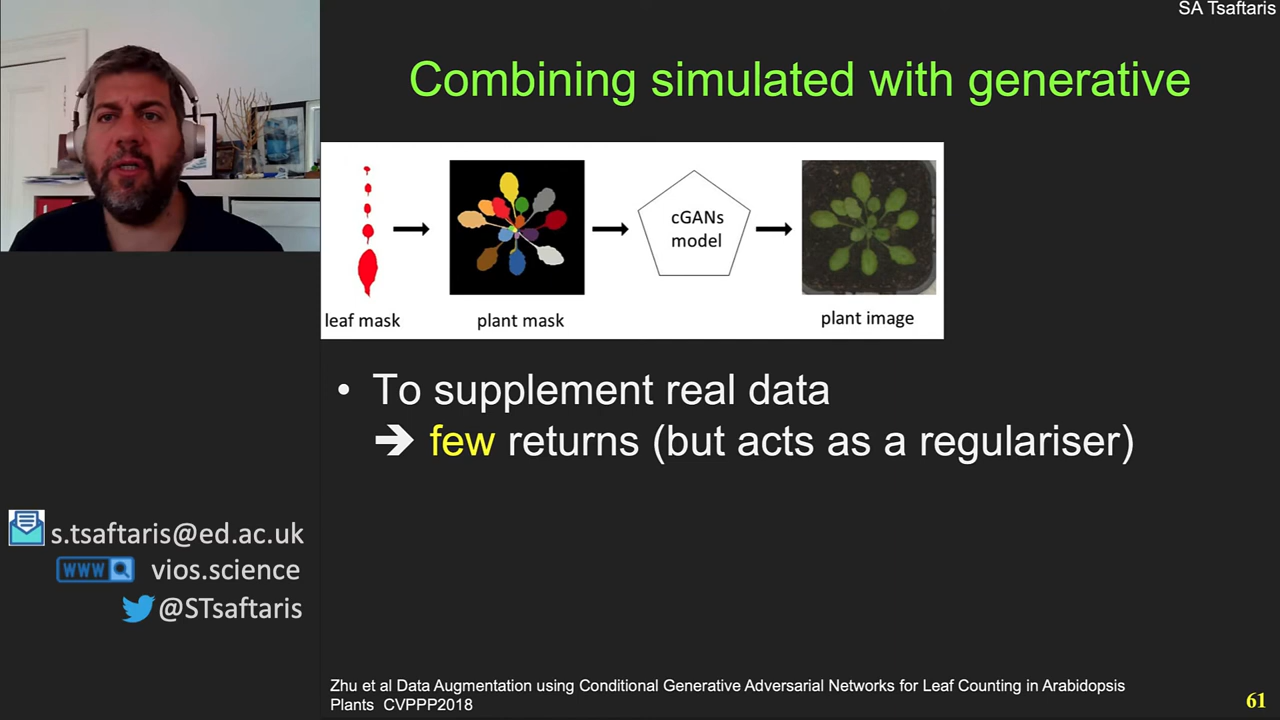 SA Tsaftaris
Combining simulated with generative
cGANs
model
leaf mask
plant mask
plant image
• To supplement real data
➔ few returns (but acts as a regulariser)
s.tsaftaris@ed.ac.uk
WWW vios.science
@STsaftaris
Zhu et al Data Augmentation using Conditional Generative Adversarial Networks for Leaf Counting in Arabidopsis
Plants CVPPP2018
61